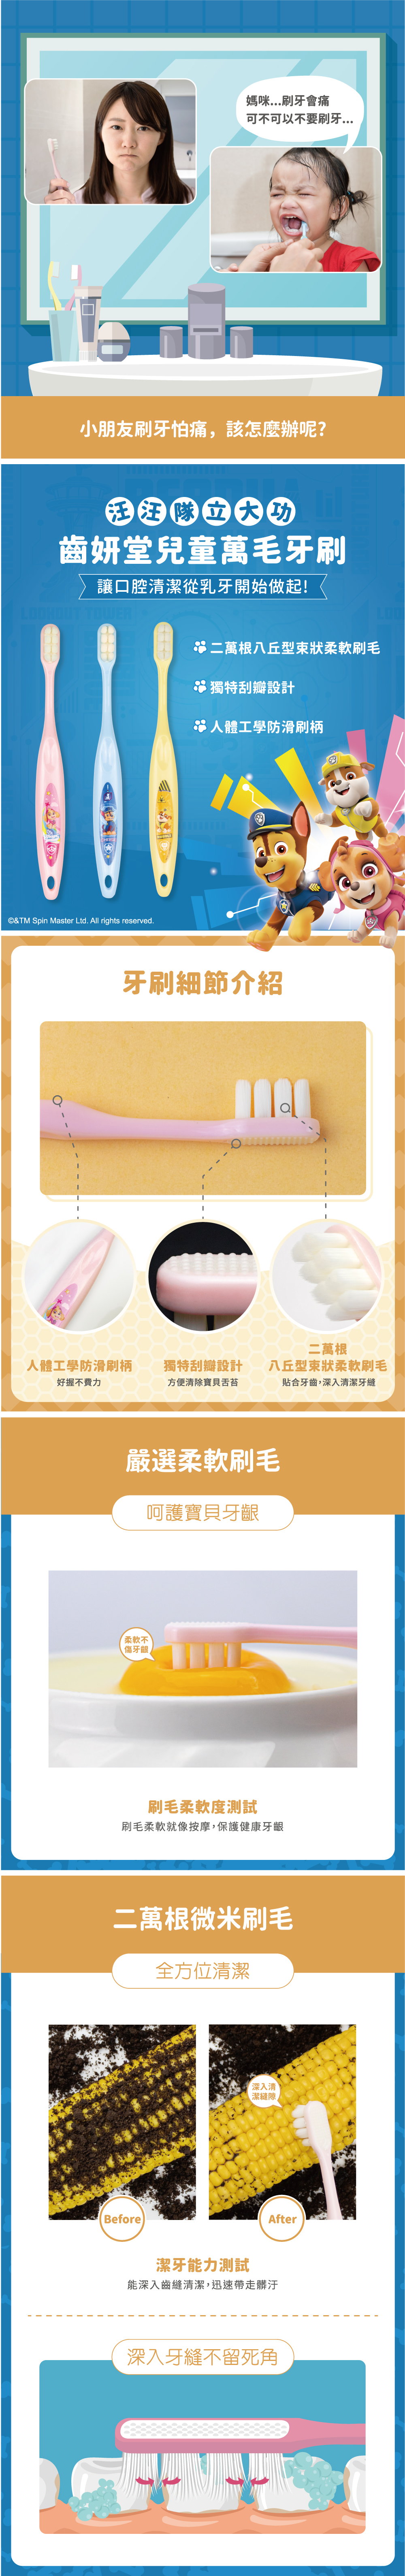 媽咪...刷牙會痛
可不可以不要刷牙...
小朋友刷牙怕痛，該怎麼辦呢?
汪汪隊立大功
齒妍堂兒童萬毛牙刷
讓口腔清潔從乳牙開始做起!
二萬根八丘型束狀柔軟刷毛
獨特刮瓣設計
人體工學防滑刷柄
©&TM Spin Master Ltd. All rights reserved.
牙刷細節介紹
人體工學防滑刷柄
好握不費力
獨特刮瓣設計
方便清除寶貝舌苔
二萬根
八丘型束狀柔軟刷毛
貼合牙齒，深入清潔牙縫
嚴選柔軟刷毛
呵護寶貝牙齦
柔軟不
傷牙齦
刷毛柔軟度測試
刷毛柔軟就像按摩，保護健康牙齦
二萬根微米刷毛
全方位清潔
深入清
潔縫隙
Before
After
潔牙能力測試
能深入齒縫清潔，迅速帶走髒汙
深入牙縫不留死角